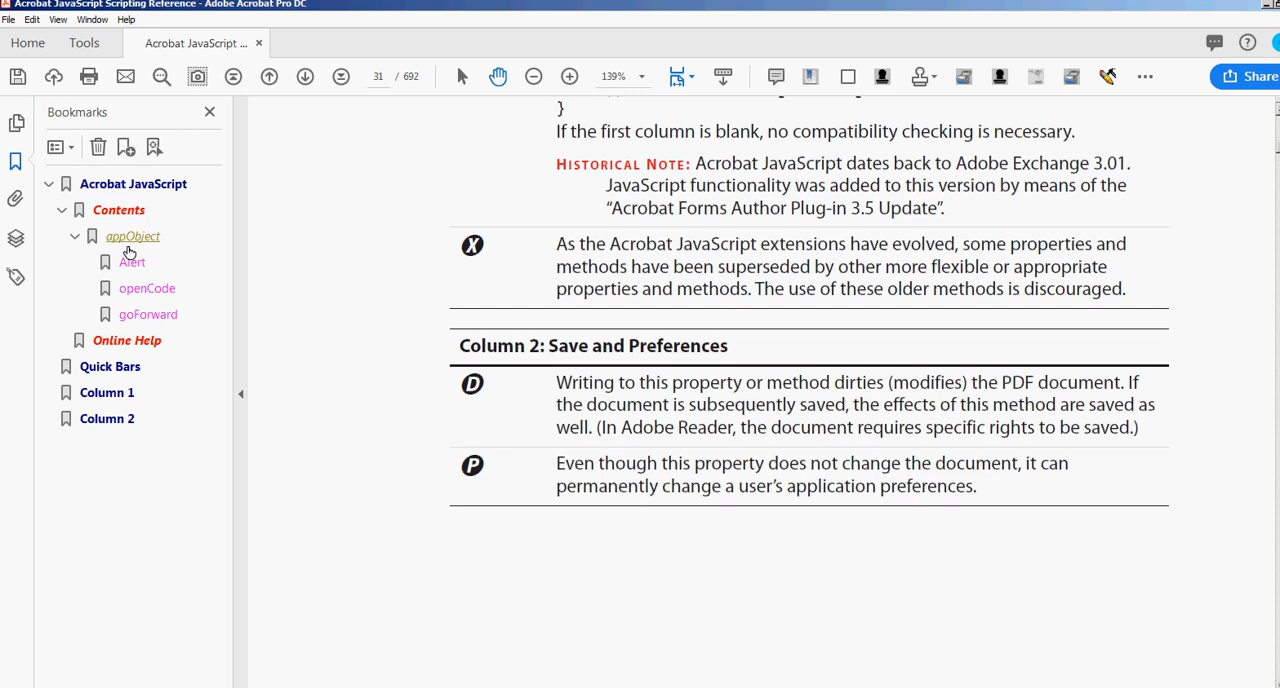 Acrobat JavaScript Scripting Reference - Adobe Acrobat Pro DC
File Edit View Window Help
Home Tools Acrobat JavaScript ... ×
31 / 692 139% Share
Bookmarks
Acrobat JavaScript
Contents
appObject
Alert
openCode
goForward
Online Help
Quick Bars
Column 1
Column 2
}
If the first column is blank, no compatibility checking is necessary.
HISTORICAL NOTE: Acrobat JavaScript dates back to Adobe Exchange 3.01.
JavaScript functionality was added to this version by means of the
“Acrobat Forms Author Plug-in 3.5 Update”.
X As the Acrobat JavaScript extensions have evolved, some properties and
methods have been superseded by other more flexible or appropriate
properties and methods. The use of these older methods is discouraged.
Column 2: Save and Preferences
D Writing to this property or method dirties (modifies) the PDF document. If
the document is subsequently saved, the effects of this method are saved as
well. (In Adobe Reader, the document requires specific rights to be saved.)
P Even though this property does not change the document, it can
permanently change a user’s application preferences.